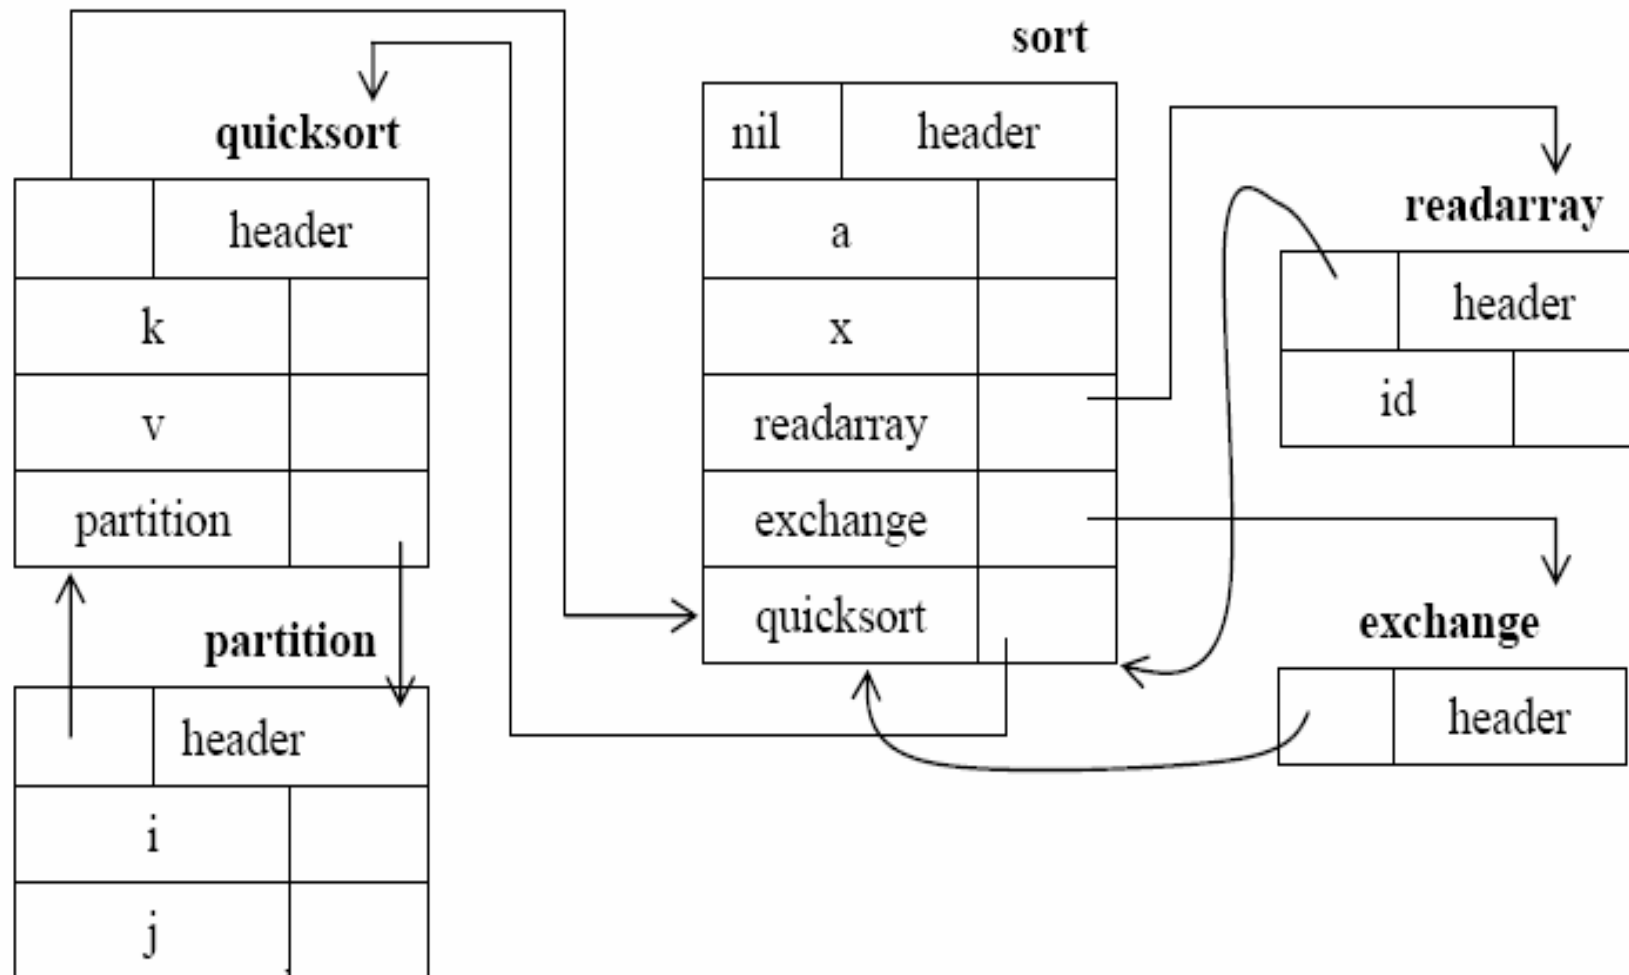 sort
quicksort
nil header
a
x
readarray
exchange
quicksort
header
k
v
partition
readarray
header
id
partition
header
i
j
exchange
header